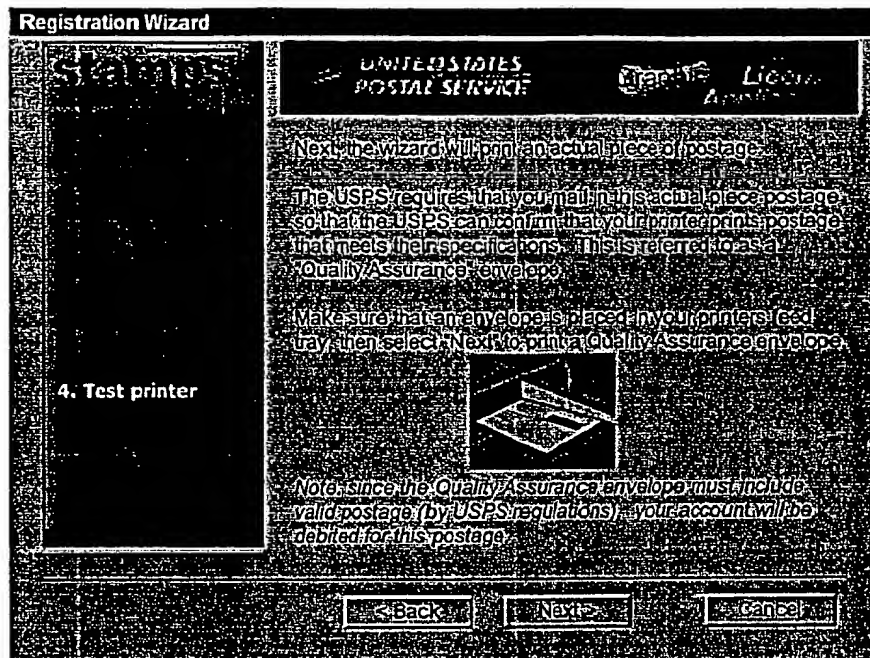 Registration Wizard
stamps
UNITED STATES
POSTAL SERVICE
Next, the wizard will print an actual piece of postage.
The USPS requires that you mail in this actual piece postage
so that the USPS can confirm that your printer prints postage
that meets their specifications. This is referred to as a
"Quality Assurance" envelope.
Make sure that an envelope is placed in your printers feed
tray, then select "Next" to print a Quality Assurance envelope.
4. Test printer
Note: since the Quality Assurance envelope must include
valid postage (by USPS regulations), your account will be
debited for this postage.
< Back
Next >
Cancel